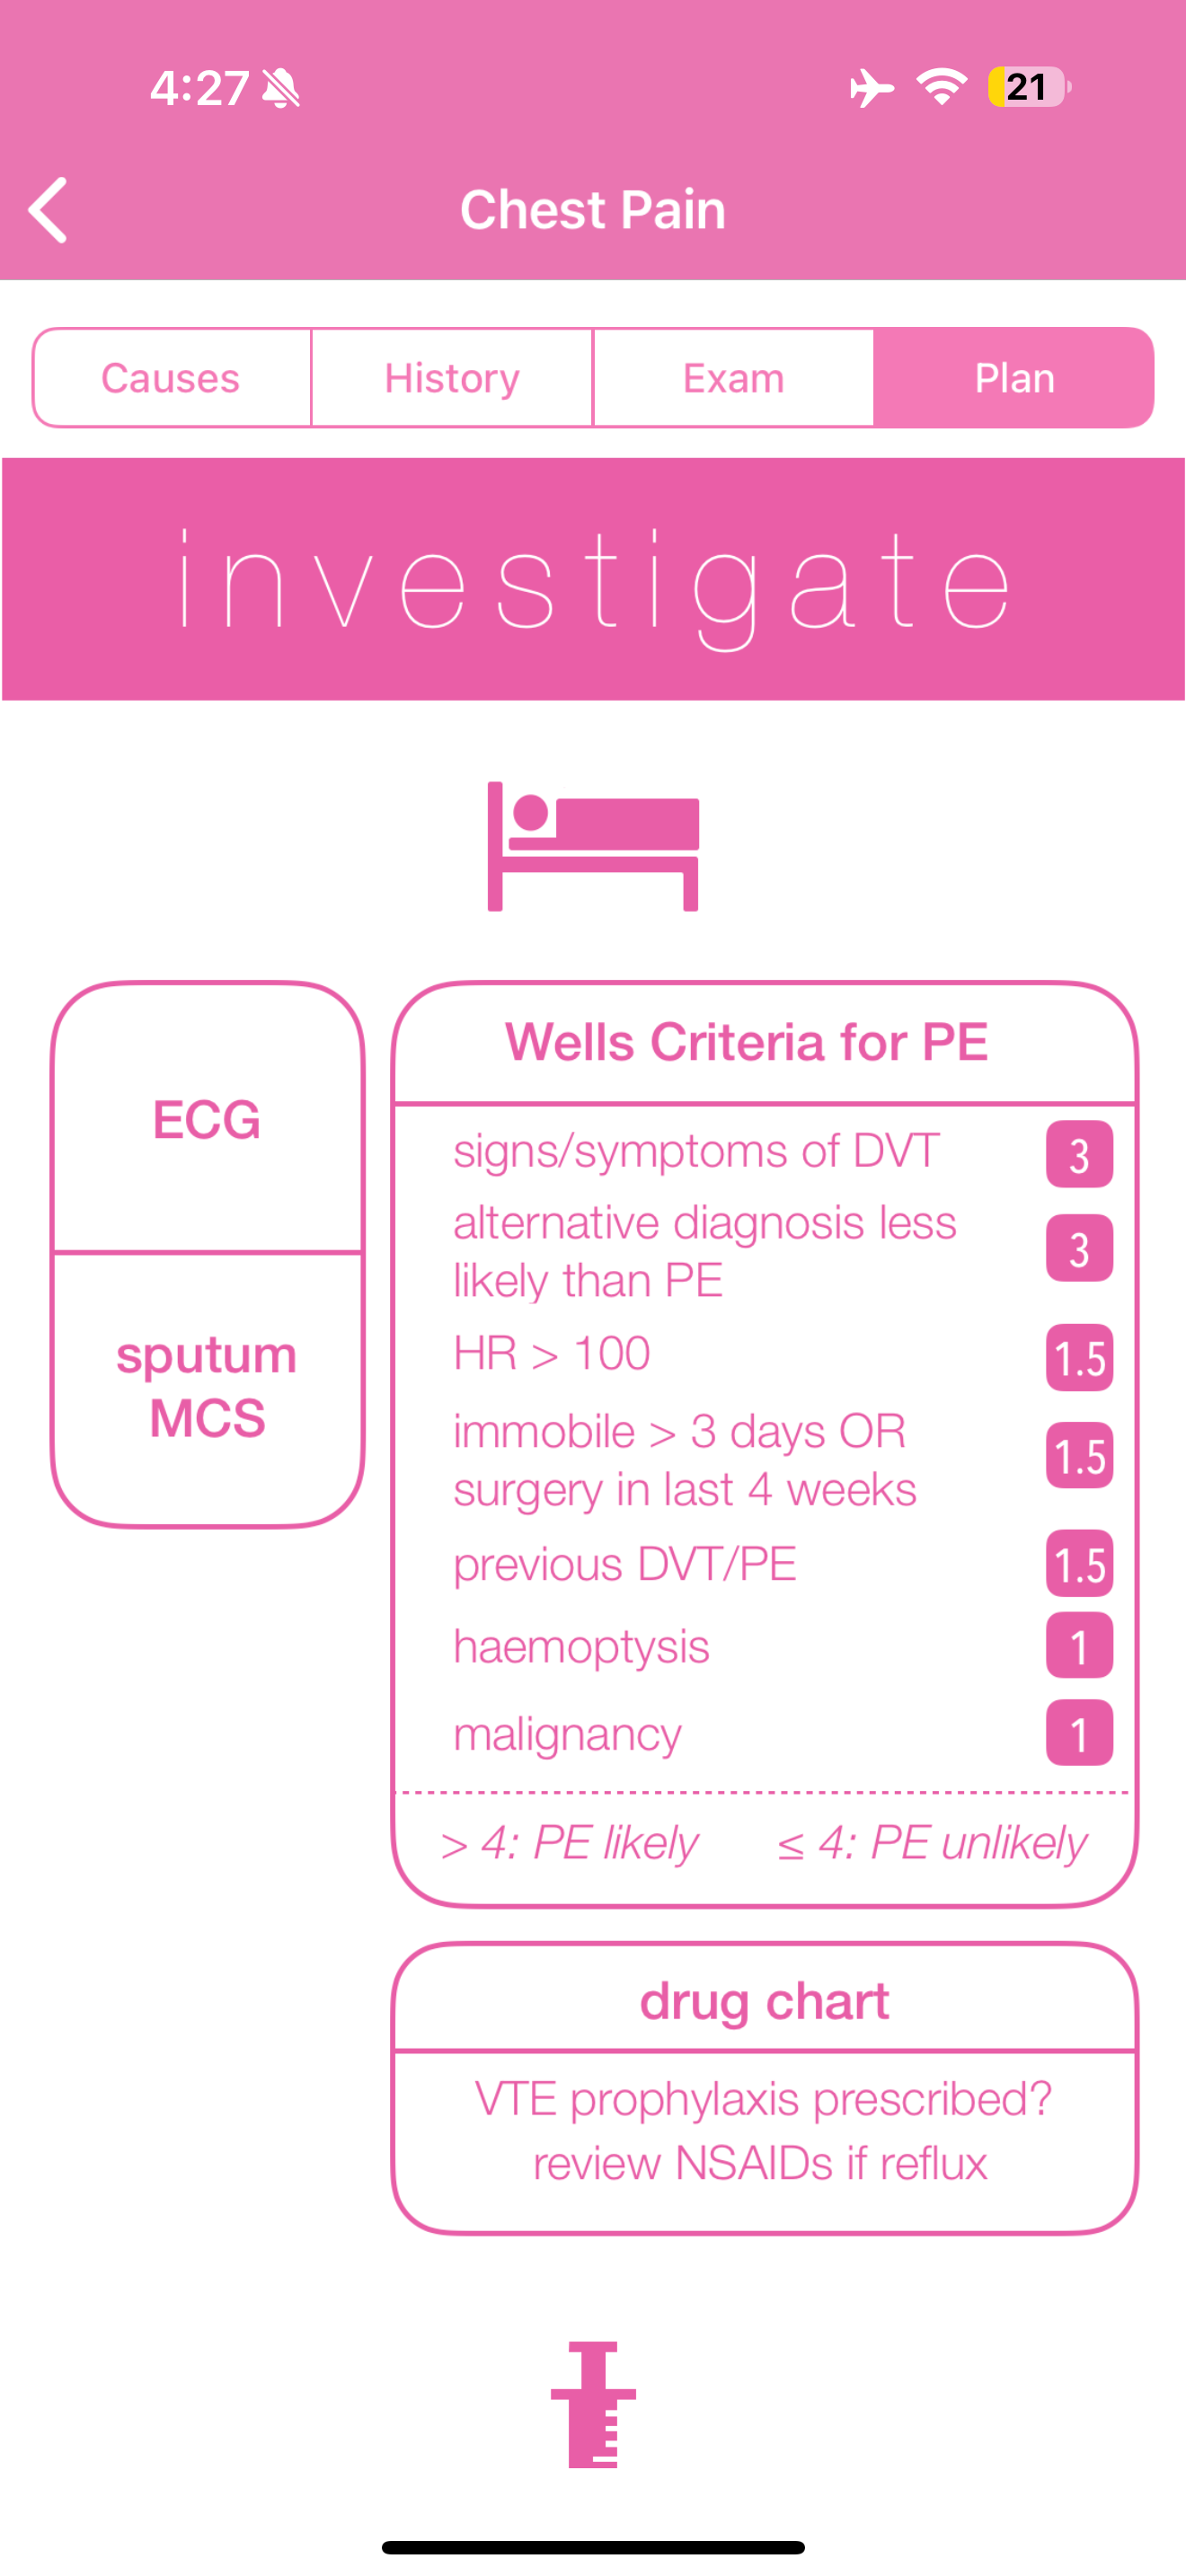 4:27
21
Chest Pain
Causes
History
Exam
Plan
investigate
ECG
sputum
MCS
Wells Criteria for PE
signs/symptoms of DVT 3
alternative diagnosis less
likely than PE 3
HR > 100 1.5
immobile > 3 days OR
surgery in last 4 weeks 1.5
previous DVT/PE 1.5
haemoptysis 1
malignancy 1
> 4: PE likely ≤ 4: PE unlikely
drug chart
VTE prophylaxis prescribed?
review NSAIDs if reflux